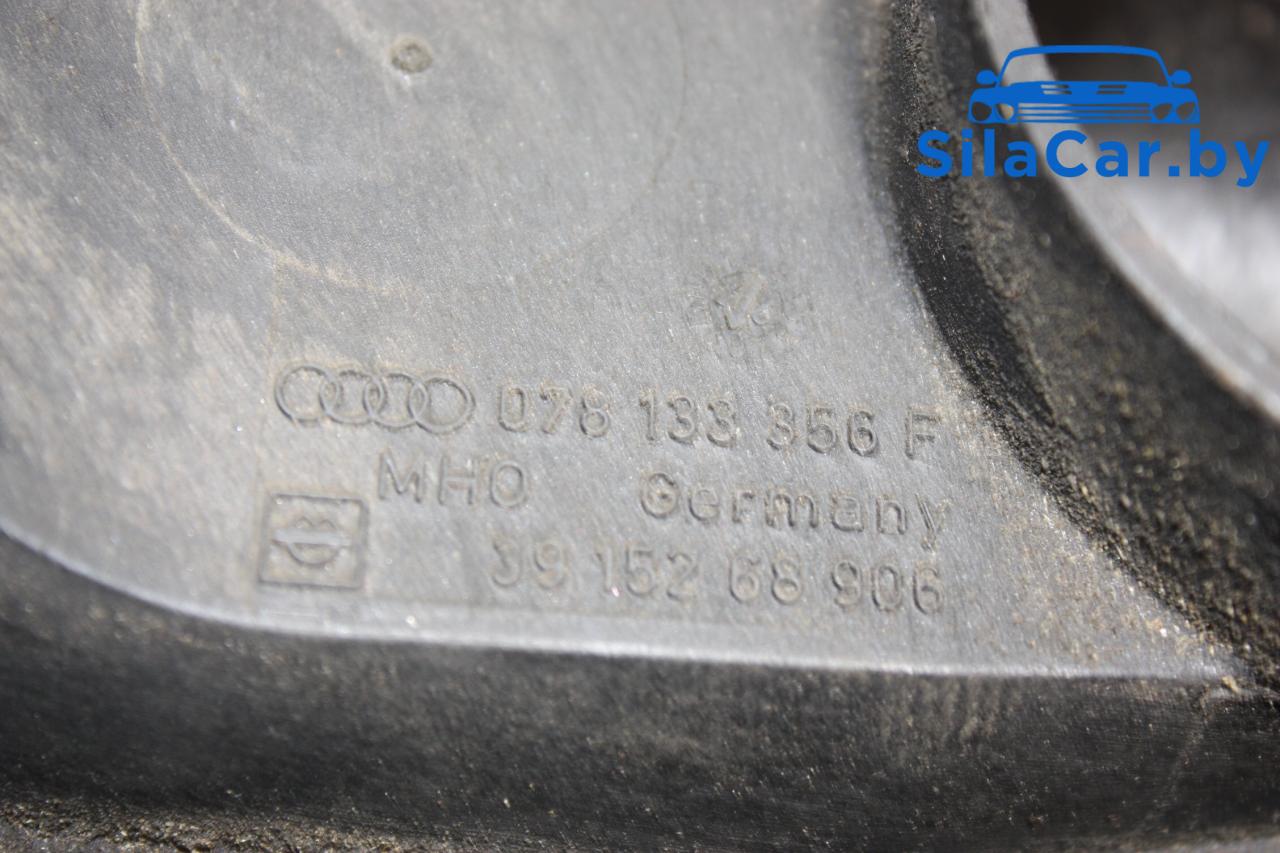 SilaCar.by
078 133 356 F
MHO Germany
39 152 68 906